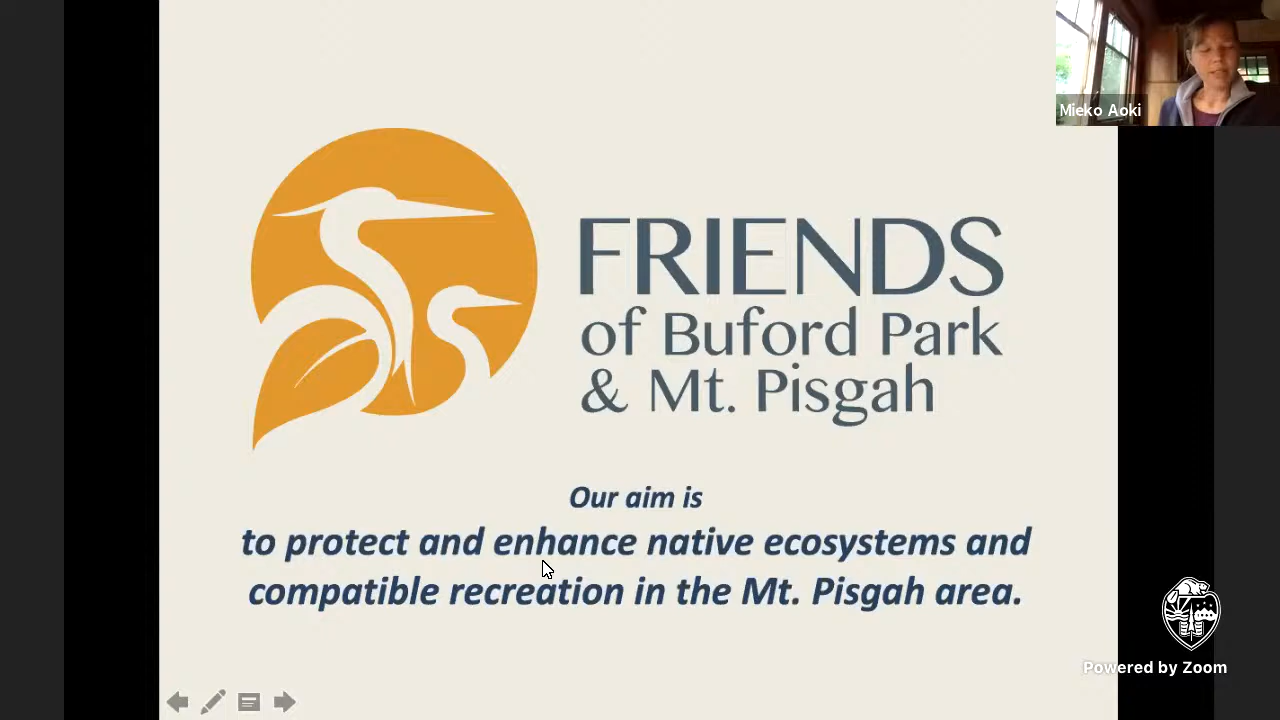 Mieko Aoki
FRIENDS
of Buford Park
& Mt. Pisgah
Our aim is
to protect and enhance native ecosystems and
compatible recreation in the Mt. Pisgah area.
Powered by Zoom